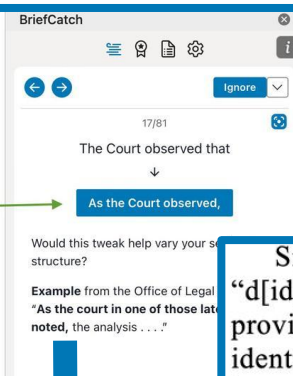 BriefCatch
i
Ignore
17/81
The Court observed that
As the Court observed,
Would this tweak help vary your
structure?
Example from the Office of Legal
"As the court in one of those
noted, the analysis . . . ."
"d[id
provi
ident